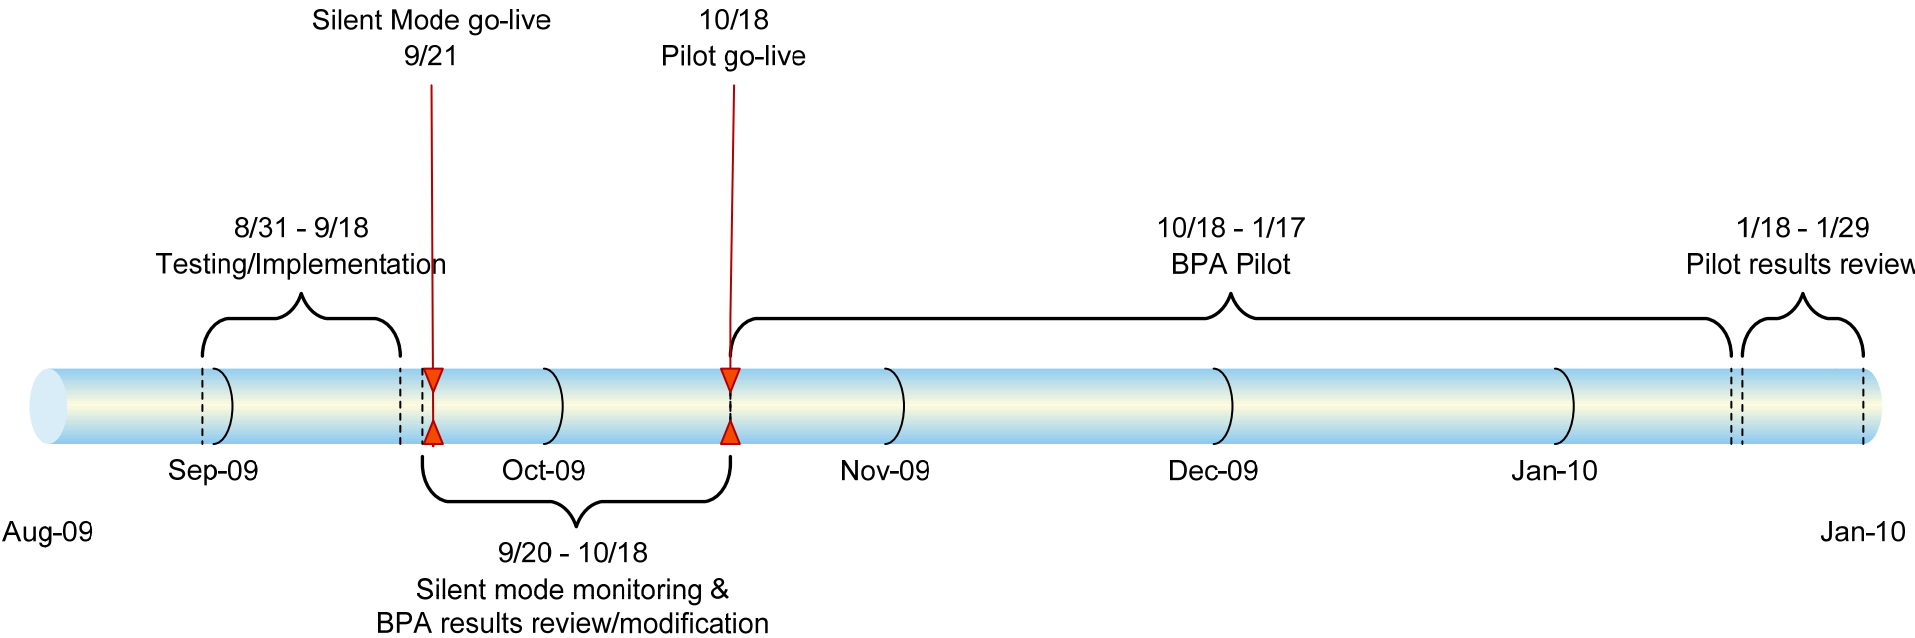 Silent Mode go-live
9/21
10/18
Pilot go-live
8/31 - 9/18
Testing/Implementation
10/18 - 1/17
BPA Pilot
1/18 - 1/29
Pilot results review
Sep-09
Oct-09
Nov-09
Dec-09
Jan-10
Aug-09
Jan-10
9/20 - 10/18
Silent mode monitoring &
BPA results review/modification